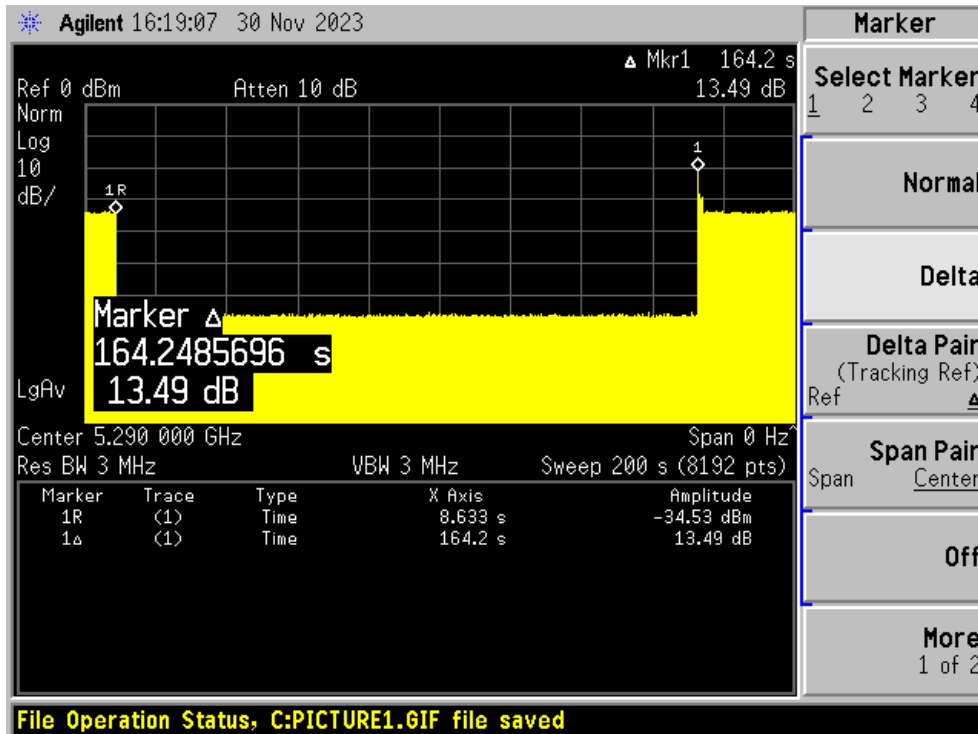 Agilent 16:19:07 30 Nov 2023
Marker
Δ Mkr1 164.2 s
Ref 0 dBm Atten 10 dB 13.49 dB
Norm
Log
10
dB/
1R
1
Marker Δ
164.2485696 s
13.49 dB
LgAv
Center 5.290 000 GHz Span 0 Hz^
Res BW 3 MHz VBW 3 MHz Sweep 200 s (8192 pts)
Marker Trace Type X Axis Amplitude
1R (1) Time 8.633 s -34.53 dBm
1Δ (1) Time 164.2 s 13.49 dB
Select Marker
1 2 3 4
Normal
Delta
Delta Pair
(Tracking Ref)
Ref Δ
Span Pair
Span Center
Off
More
1 of 2
File Operation Status, C:PICTURE1.GIF file saved